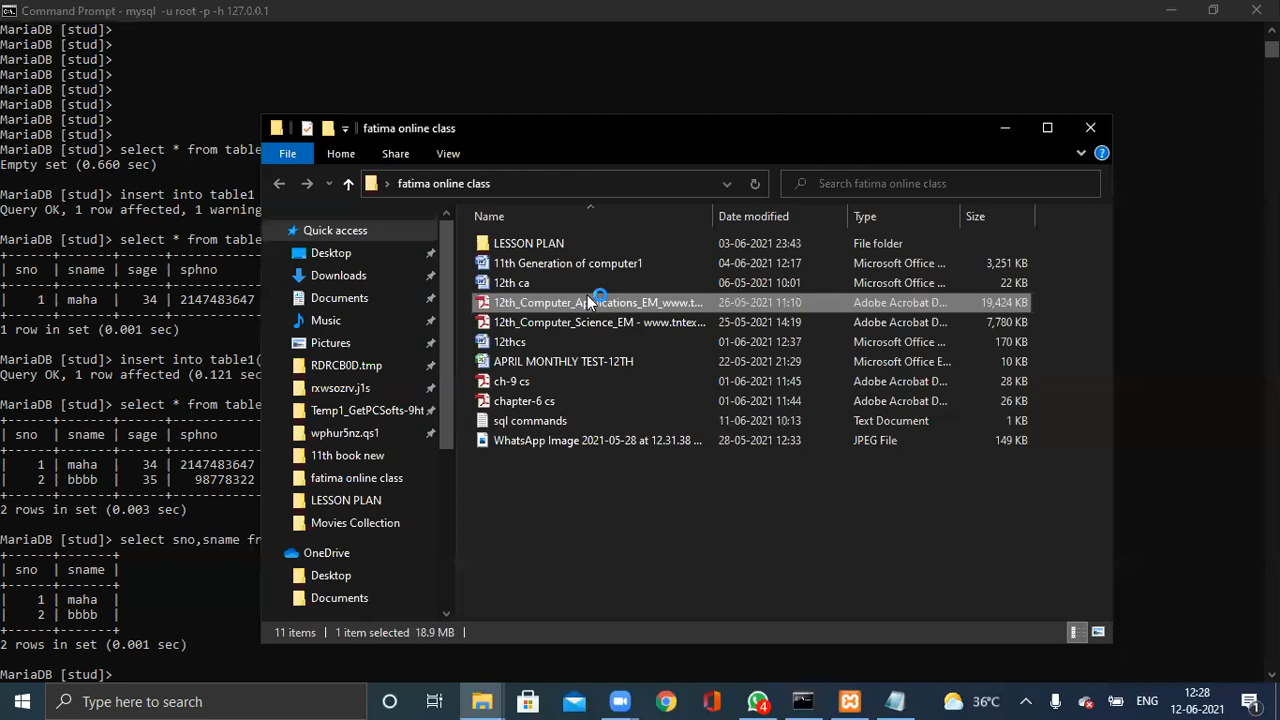 Command Prompt - mysql -u root -p -h 127.0.0.1
MariaDB [stud]>
MariaDB [stud]>
MariaDB [stud]>
MariaDB [stud]>
MariaDB [stud]>
MariaDB [stud]>
MariaDB [stud]>
MariaDB [stud]>
MariaDB [stud]> select * from table
Empty set (0.660 sec)
MariaDB [stud]> insert into table1
Query OK, 1 row affected, 1 warning
MariaDB [stud]> select * from table
| sno | sname | sage | sphno
| 1 | maha | 34 | 2147483647
1 row in set (0.001 sec)
MariaDB [stud]> insert into table1(
Query OK, 1 row affected (0.121 sec
MariaDB [stud]> select * from table
| sno | sname | sage | sphno
| 1 | maha | 34 | 2147483647
| 2 | bbbb | 35 | 98778322
2 rows in set (0.003 sec)
MariaDB [stud]> select sno,sname fr
| sno | sname |
| 1 | maha |
| 2 | bbbb |
2 rows in set (0.001 sec)
MariaDB [stud]>
fatima online class
File Home Share View
fatima online class
Search fatima online class
Quick access
Desktop
Downloads
Documents
Music
Pictures
RDRCB0D.tmp
rxwsozrv.j1s
Temp1_GetPCSofts-9ht
wphur5nz.qs1
11th book new
fatima online class
LESSON PLAN
Movies Collection
OneDrive
Desktop
Documents
Name Date modified Type Size
LESSON PLAN 03-06-2021 23:43 File folder
11th Generation of computer1 04-06-2021 12:17 Microsoft Office ... 3,251 KB
12th ca 02-06-2021 10:01 Microsoft Office ... 22 KB
12th_Computer_Applications_EM_www.t... 26-05-2021 11:10 Adobe Acrobat D... 19,424 KB
12th_Computer_Science_EM - www.tntex... 25-05-2021 14:19 Adobe Acrobat D... 7,780 KB
12thcs 01-06-2021 12:37 Microsoft Office ... 170 KB
APRIL MONTHLY TEST-12TH 22-05-2021 21:29 Microsoft Office E... 10 KB
ch-9 cs 01-06-2021 11:45 Adobe Acrobat D... 28 KB
chapter-6 cs 01-06-2021 11:44 Adobe Acrobat D... 26 KB
sql commands 11-06-2021 10:13 Text Document 1 KB
WhatsApp Image 2021-05-28 at 12.31.38 ... 28-05-2021 12:33 JPEG File 149 KB
11 items 1 item selected 18.9 MB
Type here to search
4
36°C
ENG
12:28
12-06-2021
1